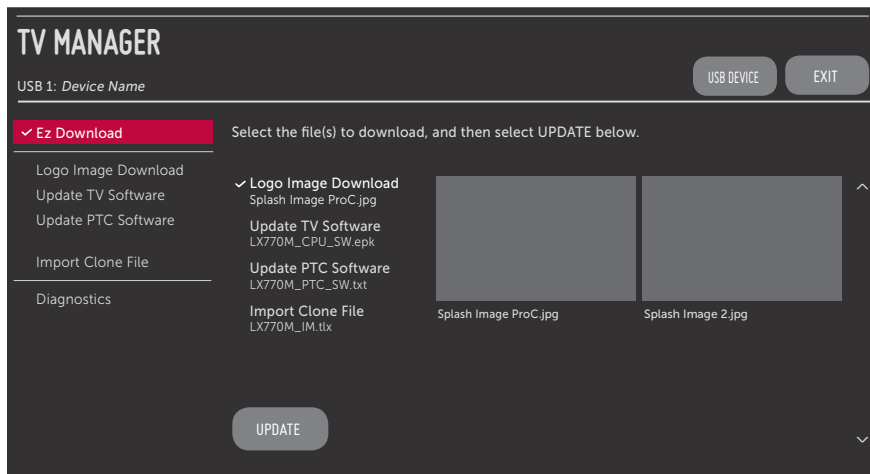 TV MANAGER
USB 1: Device Name
USB DEVICE
EXIT
Ez Download
Logo Image Download
Update TV Software
Update PTC Software
Import Clone File
Diagnostics
Select the file(s) to download, and then select UPDATE below.
Logo Image Download
Splash Image ProC.jpg
Update TV Software
LX770M_CPU_SW.epk
Update PTC Software
LX770M_PTC_SW.txt
Import Clone File
LX770M_IM.tlx
Splash Image ProC.jpg
Splash Image 2.jpg
UPDATE